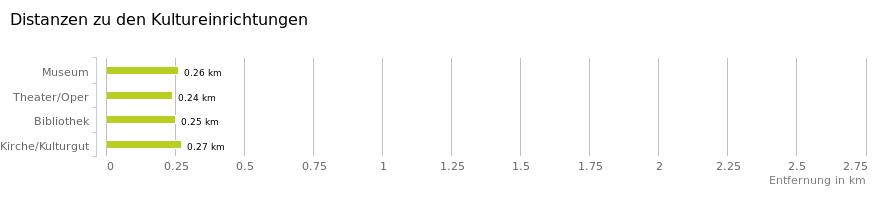 Distanzen zu den Kultureinrichtungen
Museum 0.26 km
Theater/Oper 0.24 km
Bibliothek 0.25 km
Kirche/Kulturgut 0.27 km
0 0.25 0.5 0.75 1 1.25 1.5 1.75 2 2.25 2.5 2.75
Entfernung in km